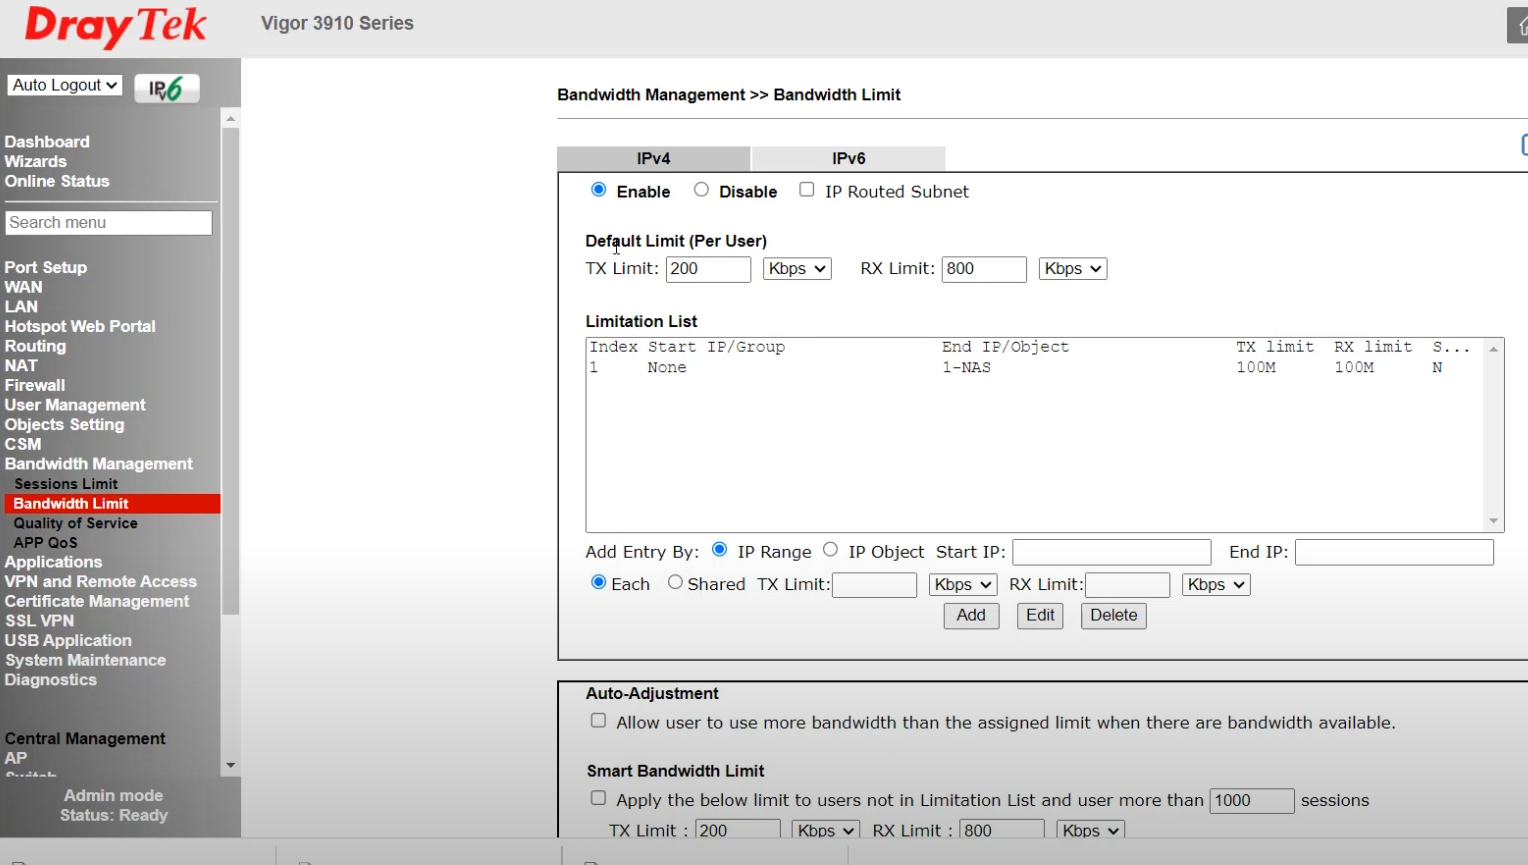 DrayTek Vigor 3910 Series
Auto Logout IPv6
Dashboard
Wizards
Online Status
Search menu
Port Setup
WAN
LAN
Hotspot Web Portal
Routing
NAT
Firewall
User Management
Objects Setting
CSM
Bandwidth Management
Sessions Limit
Bandwidth Limit
Quality of Service
APP QoS
Applications
VPN and Remote Access
Certificate Management
SSL VPN
USB Application
System Maintenance
Diagnostics
Central Management
AP
Switch
Admin mode
Status: Ready
Bandwidth Management >> Bandwidth Limit
IPv4 IPv6
Enable Disable IP Routed Subnet
Default Limit (Per User)
TX Limit: 200 Kbps RX Limit: 800 Kbps
Limitation List
Index Start IP/Group End IP/Object TX limit RX limit S...
1 None 1-NAS 100M 100M N
Add Entry By: IP Range IP Object Start IP: End IP:
Each Shared TX Limit: Kbps RX Limit: Kbps
Add Edit Delete
Auto-Adjustment
Allow user to use more bandwidth than the assigned limit when there are bandwidth available.
Smart Bandwidth Limit
Apply the below limit to users not in Limitation List and user more than 1000 sessions
TX Limit : 200 Kbps RX Limit : 800 Kbps